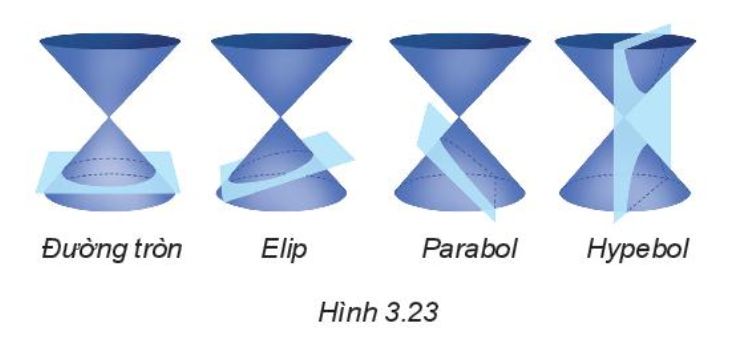 Đường tròn Elip Parabol Hypebol
Hình 3.23